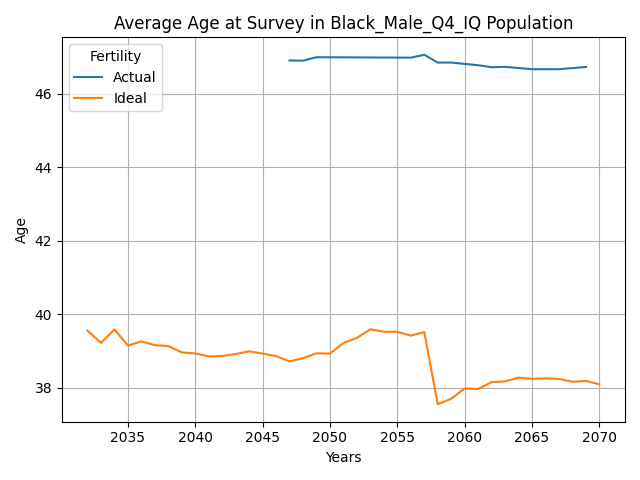 Average Age at Survey in Black_Male_Q4_IQ Population
Fertility
Actual
Ideal
Age
46
44
42
40
38
2035 2040 2045 2050 2055 2060 2065 2070
Years